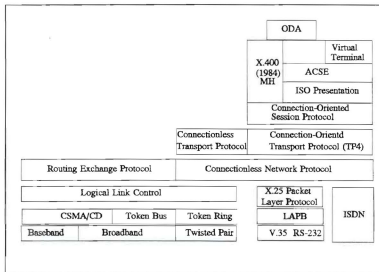 ODA
X.400
(1984)
MH
Virtual
Terminal
ACSE
ISO Presentation
Connection-Oriented
Session Protocol
Connectionless
Transport Protocol
Connection-Orientd
Transport Protocol (TP4)
Routing Exchange Protocol
Connectionless Network Protocol
Logical Link Control
X.25 Packet
Layer Protocol
ISDN
CSMA/CD
Token Bus
Token Ring
LAPB
Baseband
Broadband
Twisted Pair
V.35 RS-232